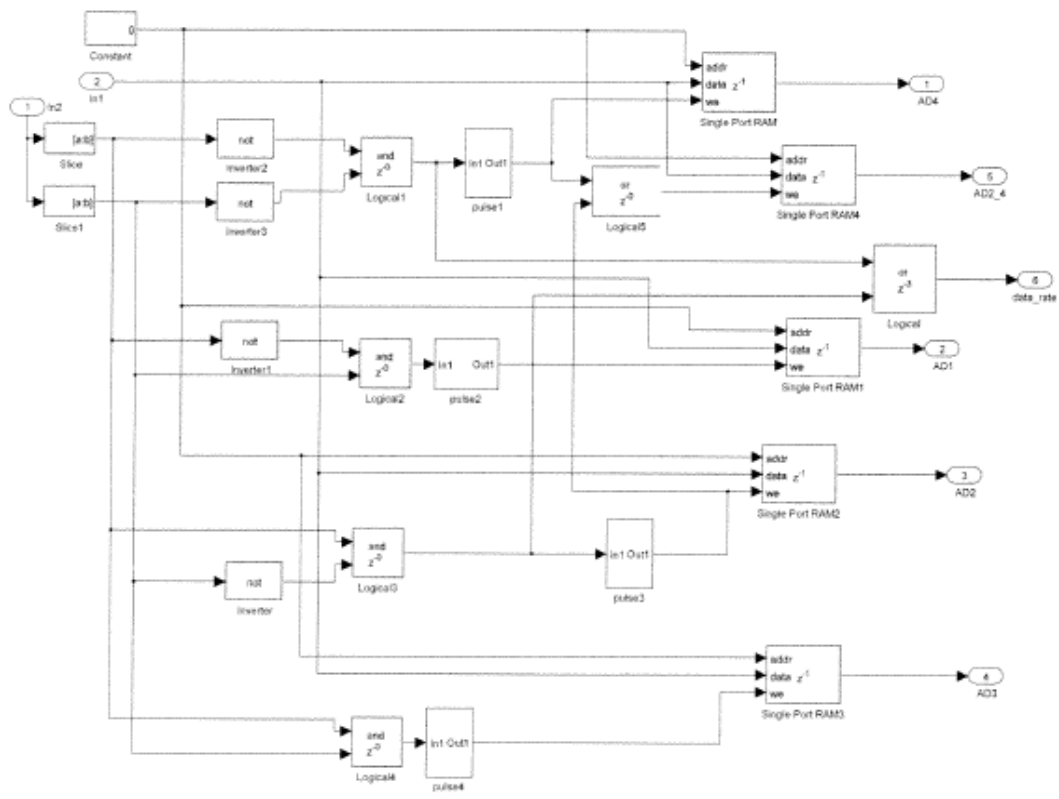 0
Constant
2
In1
1
In2
[a:b]
Slice
[a:b]
Slice1
not
Inverter2
not
Inverter3
and
z⁻⁰
Logical1
In1 Out1
pulse1
or
z⁻⁰
Logical5
addr
data z⁻¹
we
Single Port RAM
1
AD4
addr
data z⁻¹
we
Single Port RAM4
5
AD2_4
or
z⁻³
Logical
6
data_rate
not
Inverter1
and
z⁻⁰
Logical2
In1 Out1
pulse2
addr
data z⁻¹
we
Single Port RAM1
2
AD1
addr
data z⁻¹
we
Single Port RAM2
3
AD2
and
z⁻⁰
Logical3
not
Inverter
In1 Out1
pulse3
addr
data z⁻¹
we
Single Port RAM3
4
AD3
and
z⁻⁰
Logical4
In1 Out1
pulse4